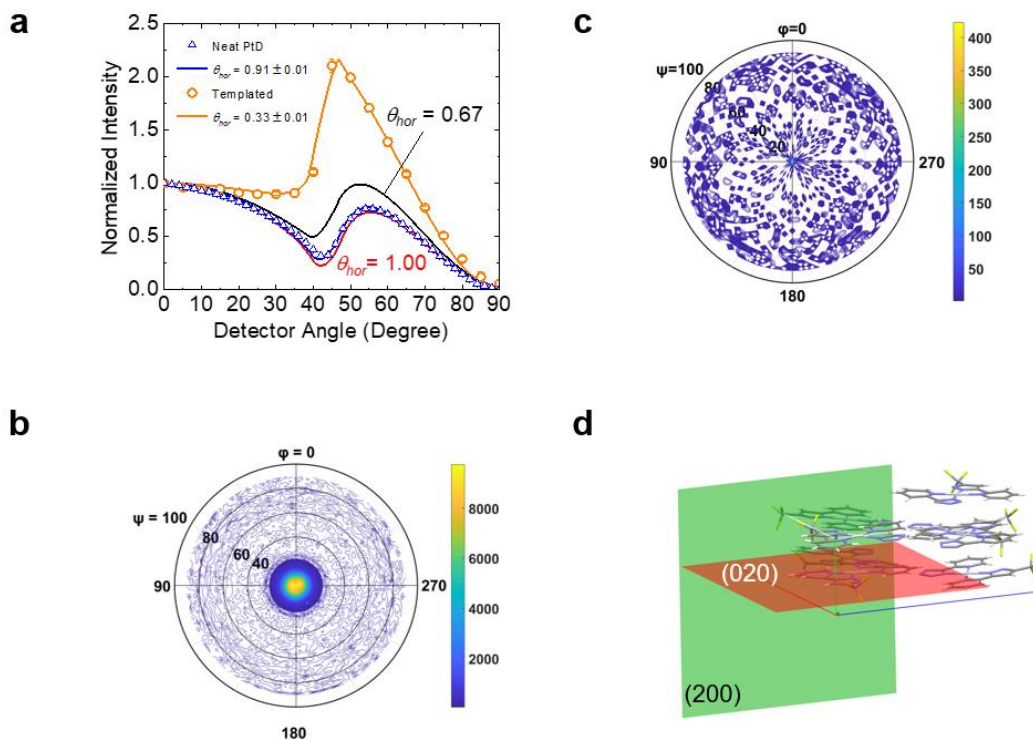 a
Normalized Intensity
2.5
2.0
1.5
1.0
0.5
0.0
Neat PtD
θhor = 0.91 ± 0.01
Templated
θhor = 0.33 ± 0.01
θhor = 0.67
θhor = 1.00
0 10 20 30 40 50 60 70 80 90
Detector Angle (Degree)
c
φ=0
ψ=100
80
60
40
20
90
270
180
400
350
300
250
200
150
100
50
b
φ = 0
ψ = 100
80
60
40
90
270
180
8000
6000
4000
2000
d
(020)
(200)